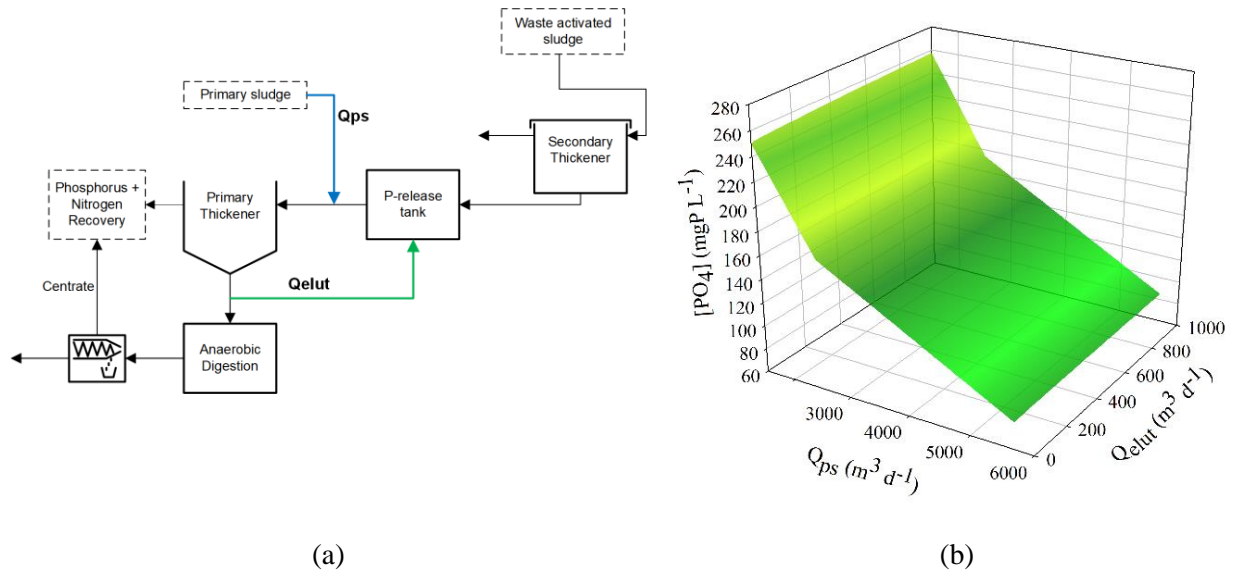 Waste activated
sludge
Primary sludge
Qps
Secondary
Thickener
Phosphorus +
Nitrogen
Recovery
Primary
Thickener
P-release
tank
Qelut
Centrate
Anaerobic
Digestion
(a)
280
260
240
220
200
180
160
140
120
100
80
60
[PO4] (mgP L-1)
3000
4000
5000
6000
Qps (m3 d-1)
0
200
400
600
800
1000
Qelut (m3 d-1)
(b)